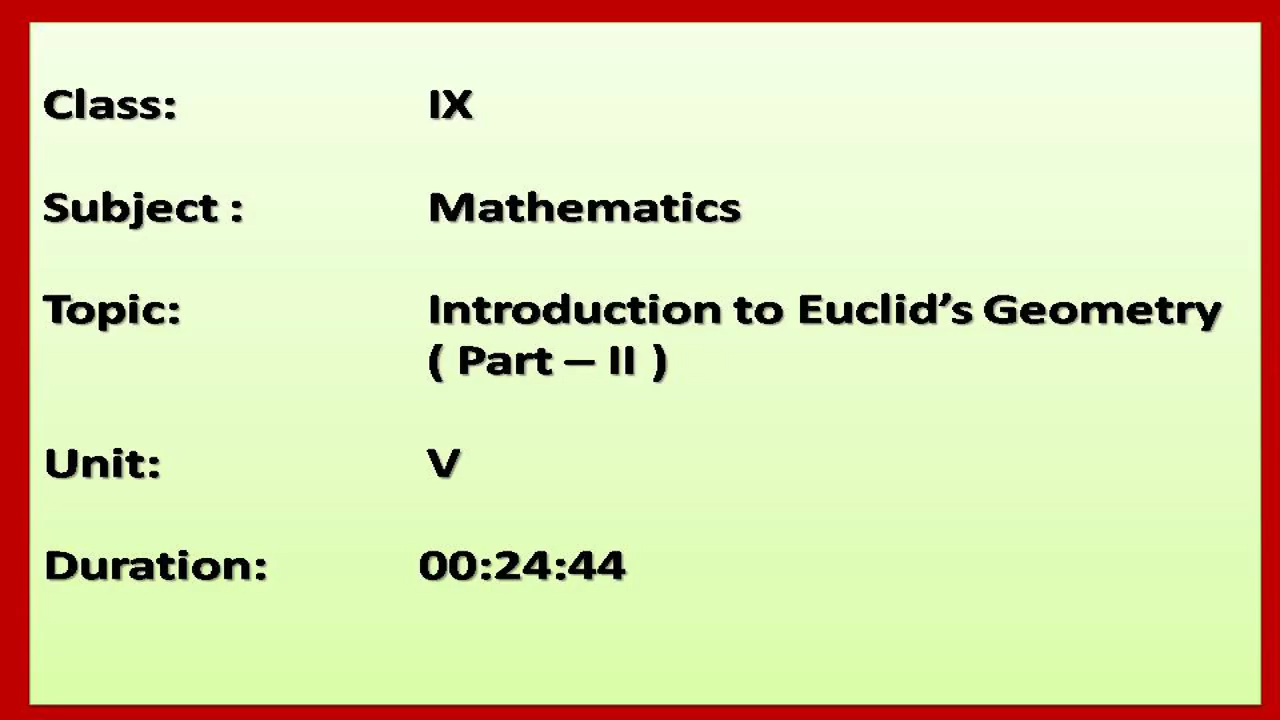 Class: IX
Subject : Mathematics
Topic: Introduction to Euclid’s Geometry
( Part – II )
Unit: V
Duration: 00:24:44